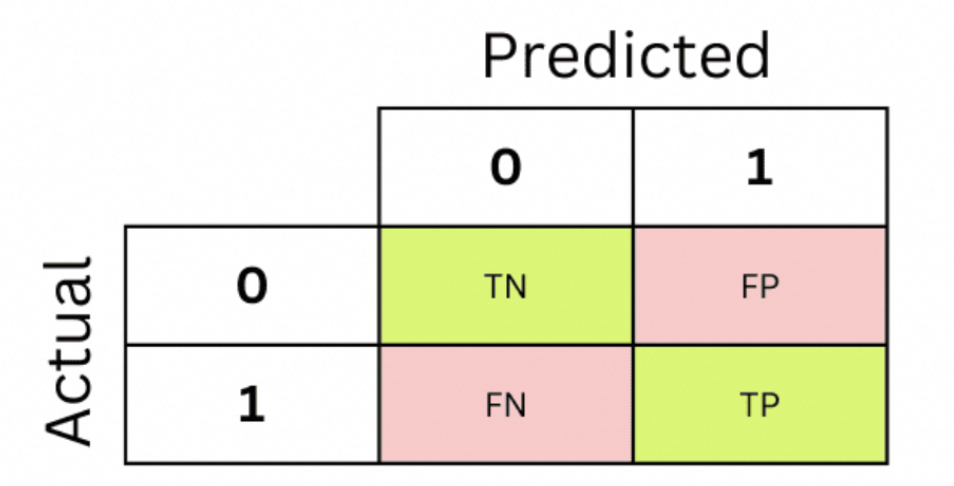 Predicted
0 1
Actual
0 TN FP
1 FN TP